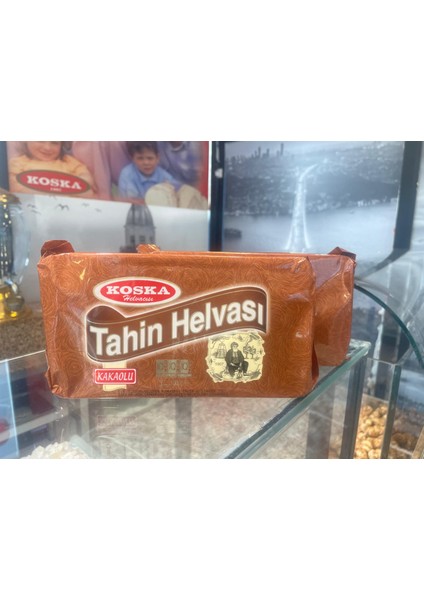 KOSKA
KOSKA
Helvacısı
Tahin Helvası
KAKAOLU